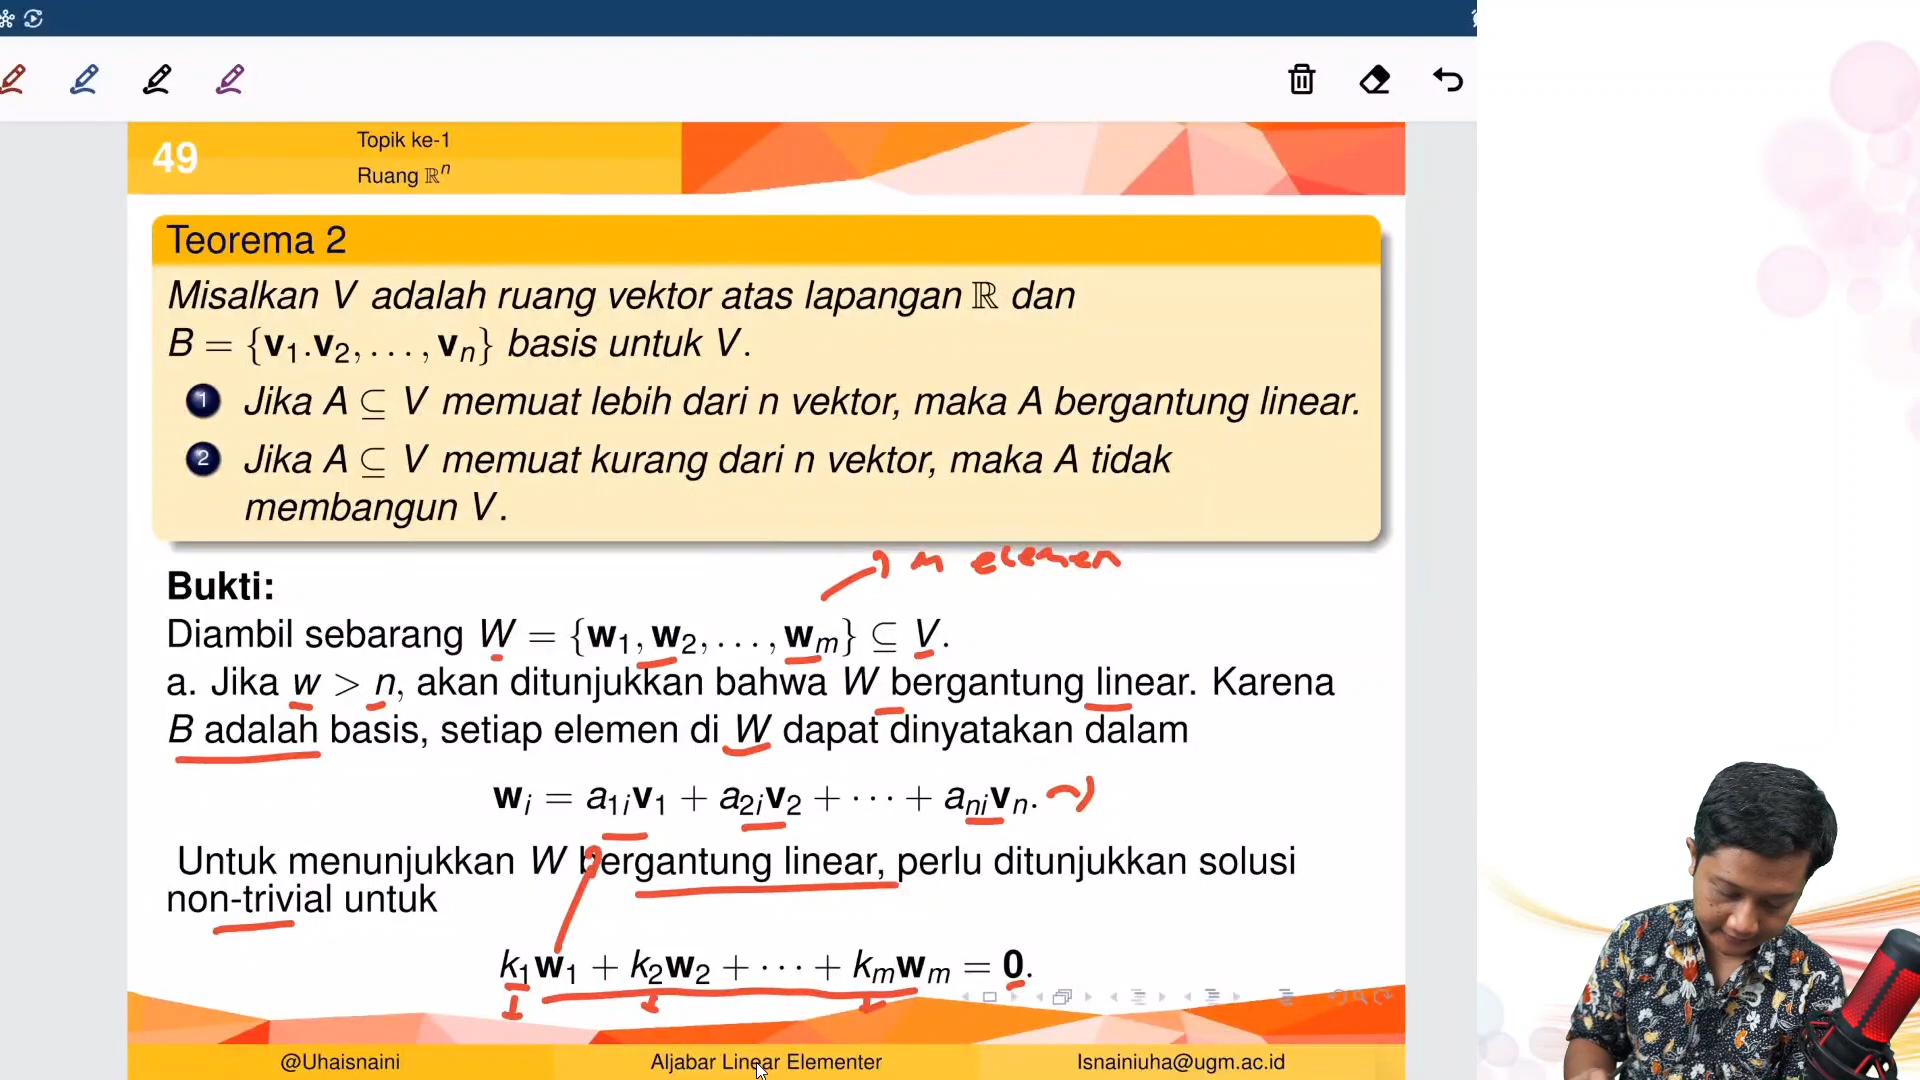 49
Topik ke-1
Ruang ℝⁿ
Teorema 2
Misalkan V adalah ruang vektor atas lapangan ℝ dan
B = {v₁.v₂, . . . , vₙ} basis untuk V.
1 Jika A ⊆ V memuat lebih dari n vektor, maka A bergantung linear.
2 Jika A ⊆ V memuat kurang dari n vektor, maka A tidak
membangun V.
m elemen
Bukti:
Diambil sebarang W = {w₁, w₂, . . . , wₘ} ⊆ V.
a. Jika w > n, akan ditunjukkan bahwa W bergantung linear. Karena
B adalah basis, setiap elemen di W dapat dinyatakan dalam
wᵢ = a₁ᵢv₁ + a₂ᵢv₂ + · · · + aₙᵢvₙ.
Untuk menunjukkan W bergantung linear, perlu ditunjukkan solusi
non-trivial untuk
k₁w₁ + k₂w₂ + · · · + kₘwₘ = 0.
@Uhaisnaini Aljabar Linear Elementer Isnainiuha@ugm.ac.id